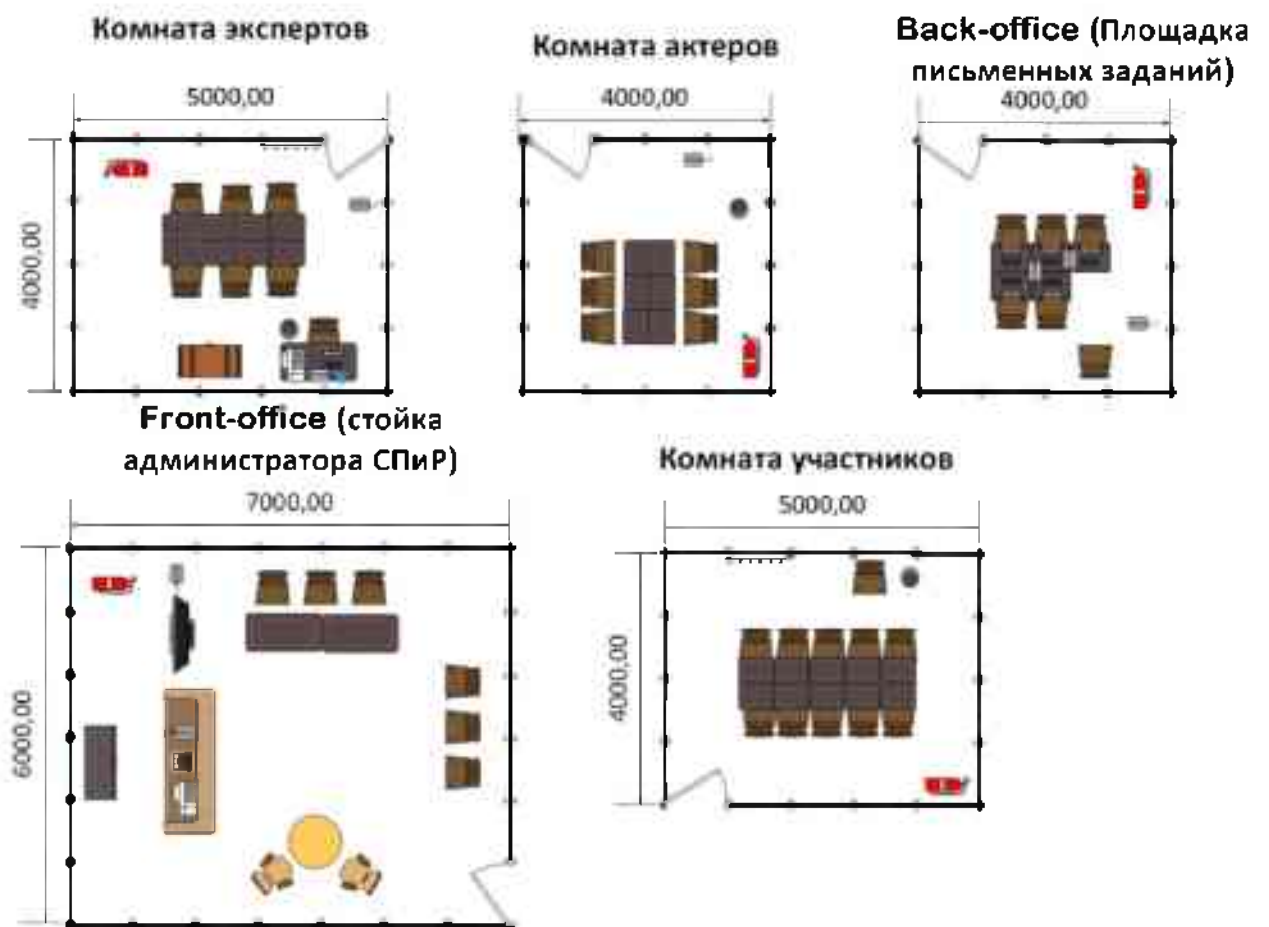 Комната экспертов
Комната актеров
Back-office (Площадка
письменных заданий)
5000,00
4000,00
4000,00
4000,00
Front-office (стойка
администратора СПиР)
Комната участников
7000,00
5000,00
6000,00
4000,00